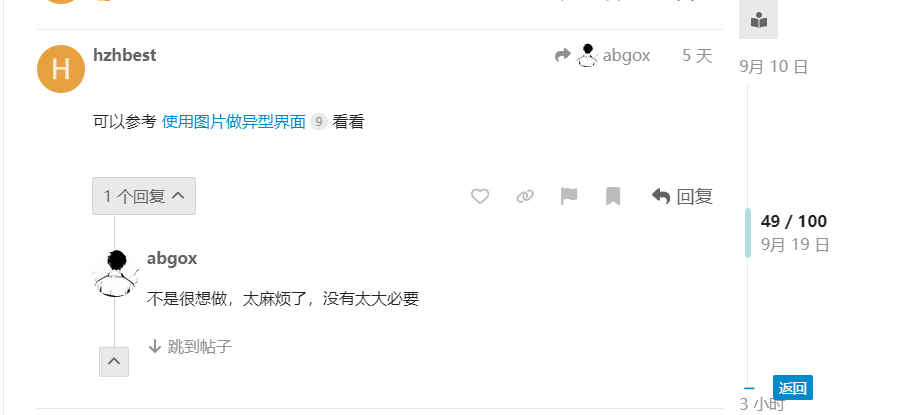 hzhbest
abgox
5 天
H
可以参考 使用图片做异型界面 9 看看
1 个回复
回复
abgox
不是很想做，太麻烦了，没有太大必要
跳到帖子
9月 10 日
49 / 100
9月 19 日
返回
3 小时